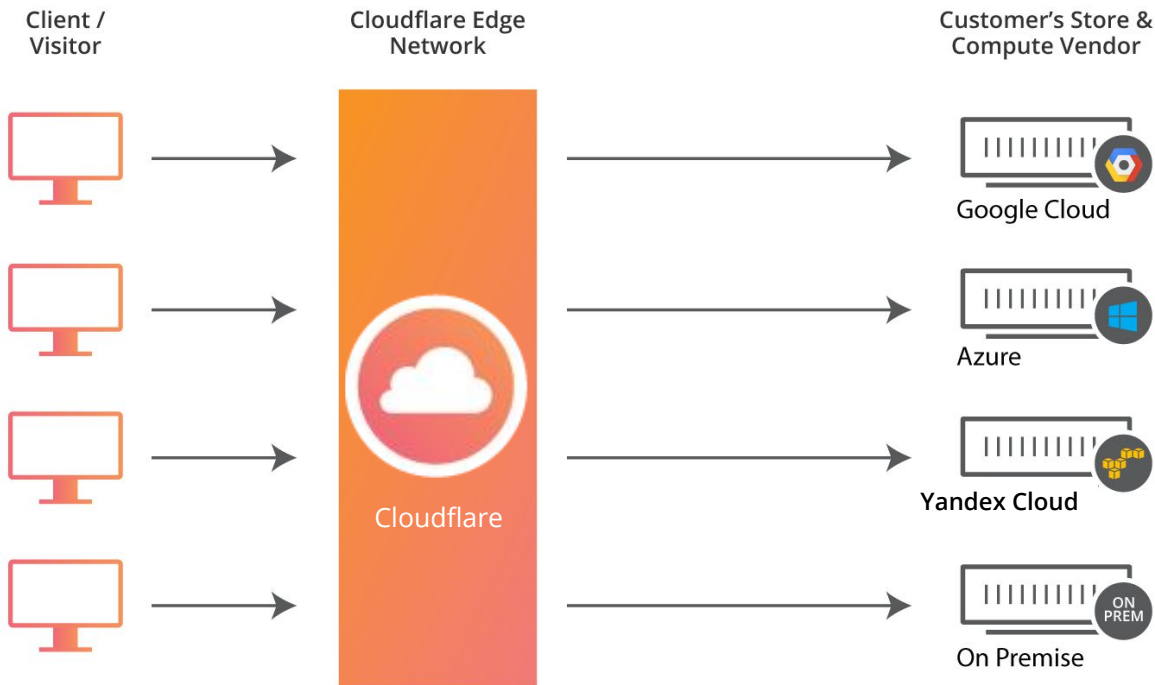 Client /
Visitor
Cloudflare Edge
Network
Customer’s Store &
Compute Vendor
Google Cloud
Azure
Cloudflare
Yandex Cloud
ON
PREM
On Premise